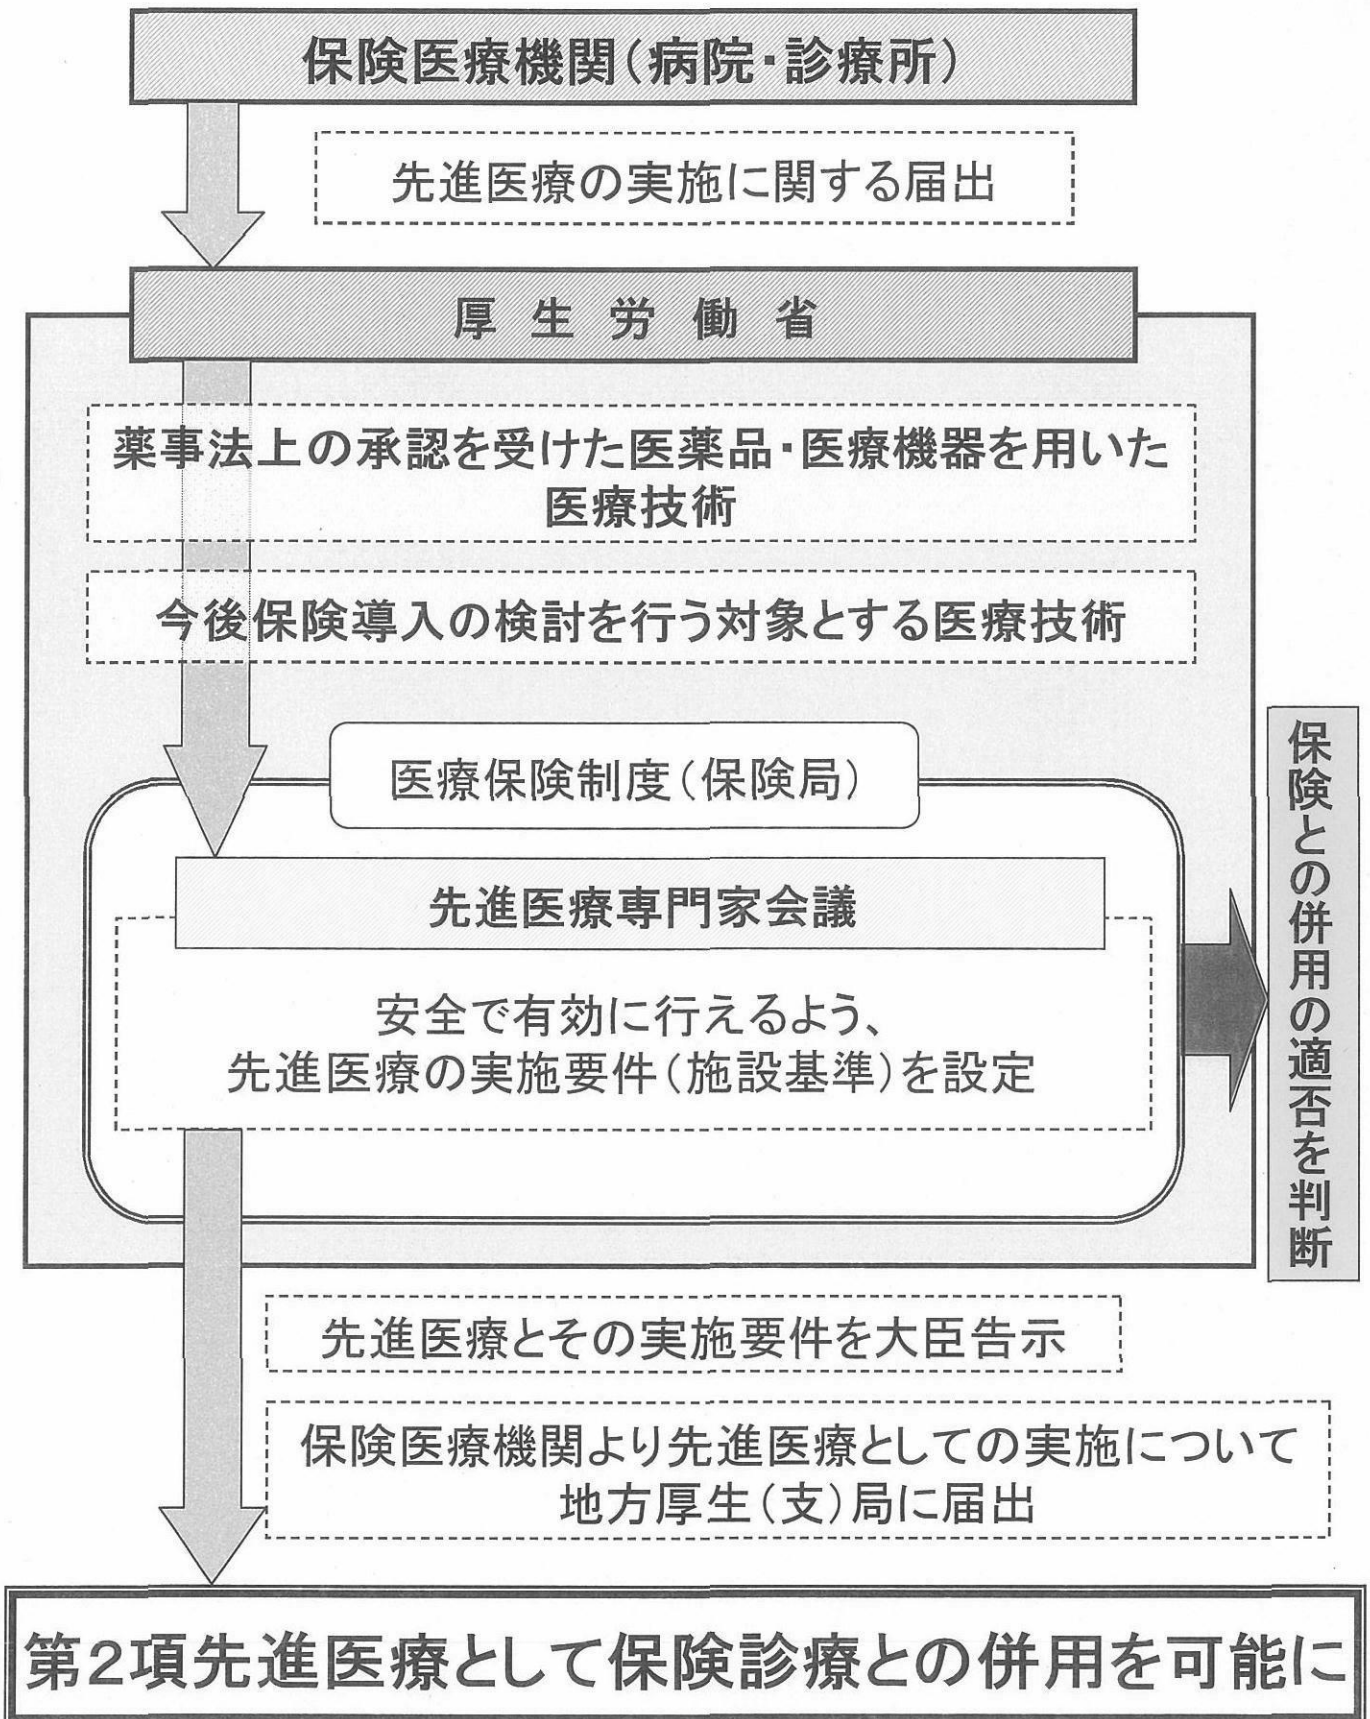 保険医療機関(病院・診療所)
先進医療の実施に関する届出
厚生労働省
薬事法上の承認を受けた医薬品・医療機器を用いた
医療技術
今後保険導入の検討を行う対象とする医療技術
医療保険制度(保険局)
先進医療専門家会議
安全で有効に行えるよう、
先進医療の実施要件(施設基準)を設定
保険との併用の適否を判断
先進医療とその実施要件を大臣告示
保険医療機関より先進医療としての実施について
地方厚生(支)局に届出
第2項先進医療として保険診療との併用を可能に